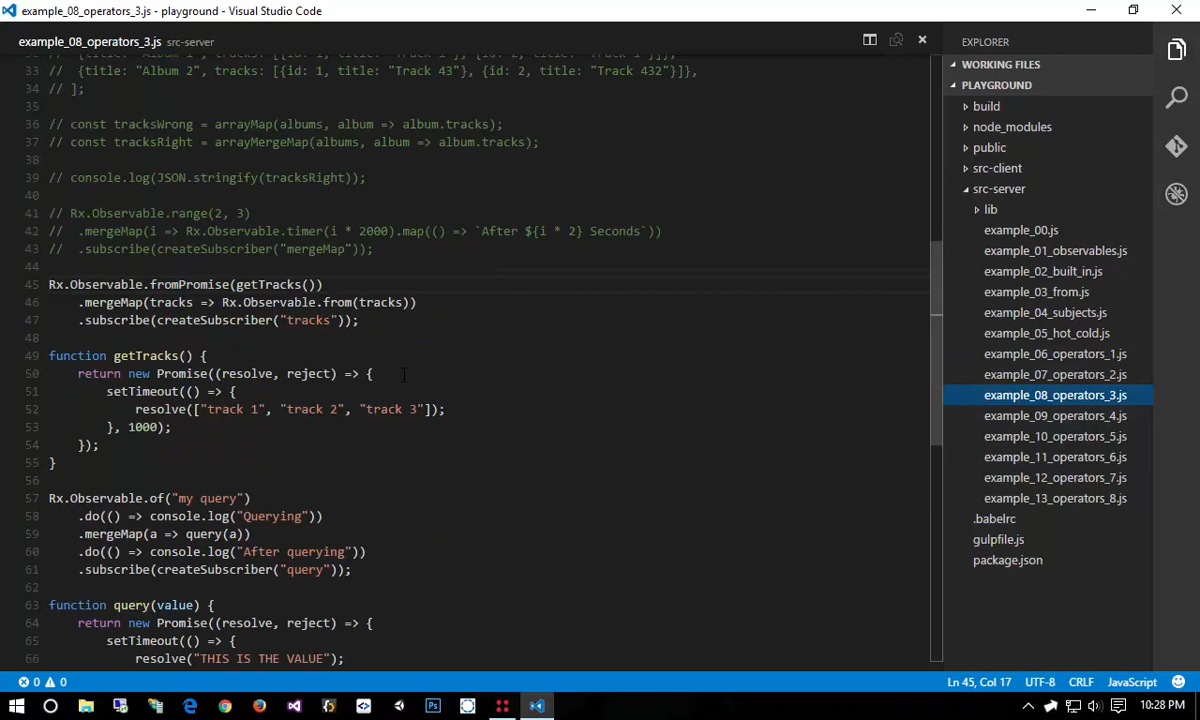 example_08_operators_3.js - playground - Visual Studio Code
example_08_operators_3.js src-server
33 //  {title: "Album 2", tracks: [{id: 1, title: "Track 43"}, {id: 2, title: "Track 432"}]},
34 // ];
35
36 // const tracksWrong = arrayMap(albums, album => album.tracks);
37 // const tracksRight = arrayMergeMap(albums, album => album.tracks);
38
39 // console.log(JSON.stringify(tracksRight));
40
41 // Rx.Observable.range(2, 3)
42 //  .mergeMap(i => Rx.Observable.timer(i * 2000).map(() => `After ${i * 2} Seconds`))
43 //  .subscribe(createSubscriber("mergeMap"));
44
45 Rx.Observable.fromPromise(getTracks())
46     .mergeMap(tracks => Rx.Observable.from(tracks))
47     .subscribe(createSubscriber("tracks"));
48
49 function getTracks() {
50     return new Promise((resolve, reject) => {
51         setTimeout(() => {
52             resolve(["track 1", "track 2", "track 3"]);
53         }, 1000);
54     });
55 }
56
57 Rx.Observable.of("my query")
58     .do(() => console.log("Querying"))
59     .mergeMap(a => query(a))
60     .do(() => console.log("After querying"))
61     .subscribe(createSubscriber("query"));
62
63 function query(value) {
64     return new Promise((resolve, reject) => {
65         setTimeout(() => {
66             resolve("THIS IS THE VALUE");
EXPLORER
WORKING FILES
PLAYGROUND
build
node_modules
public
src-client
src-server
lib
example_00.js
example_01_observables.js
example_02_built_in.js
example_03_from.js
example_04_subjects.js
example_05_hot_cold.js
example_06_operators_1.js
example_07_operators_2.js
example_08_operators_3.js
example_09_operators_4.js
example_10_operators_5.js
example_11_operators_6.js
example_12_operators_7.js
example_13_operators_8.js
.babelrc
gulpfile.js
package.json
0 0 Ln 45, Col 17 UTF-8 CRLF JavaScript
Ps 10:28 PM